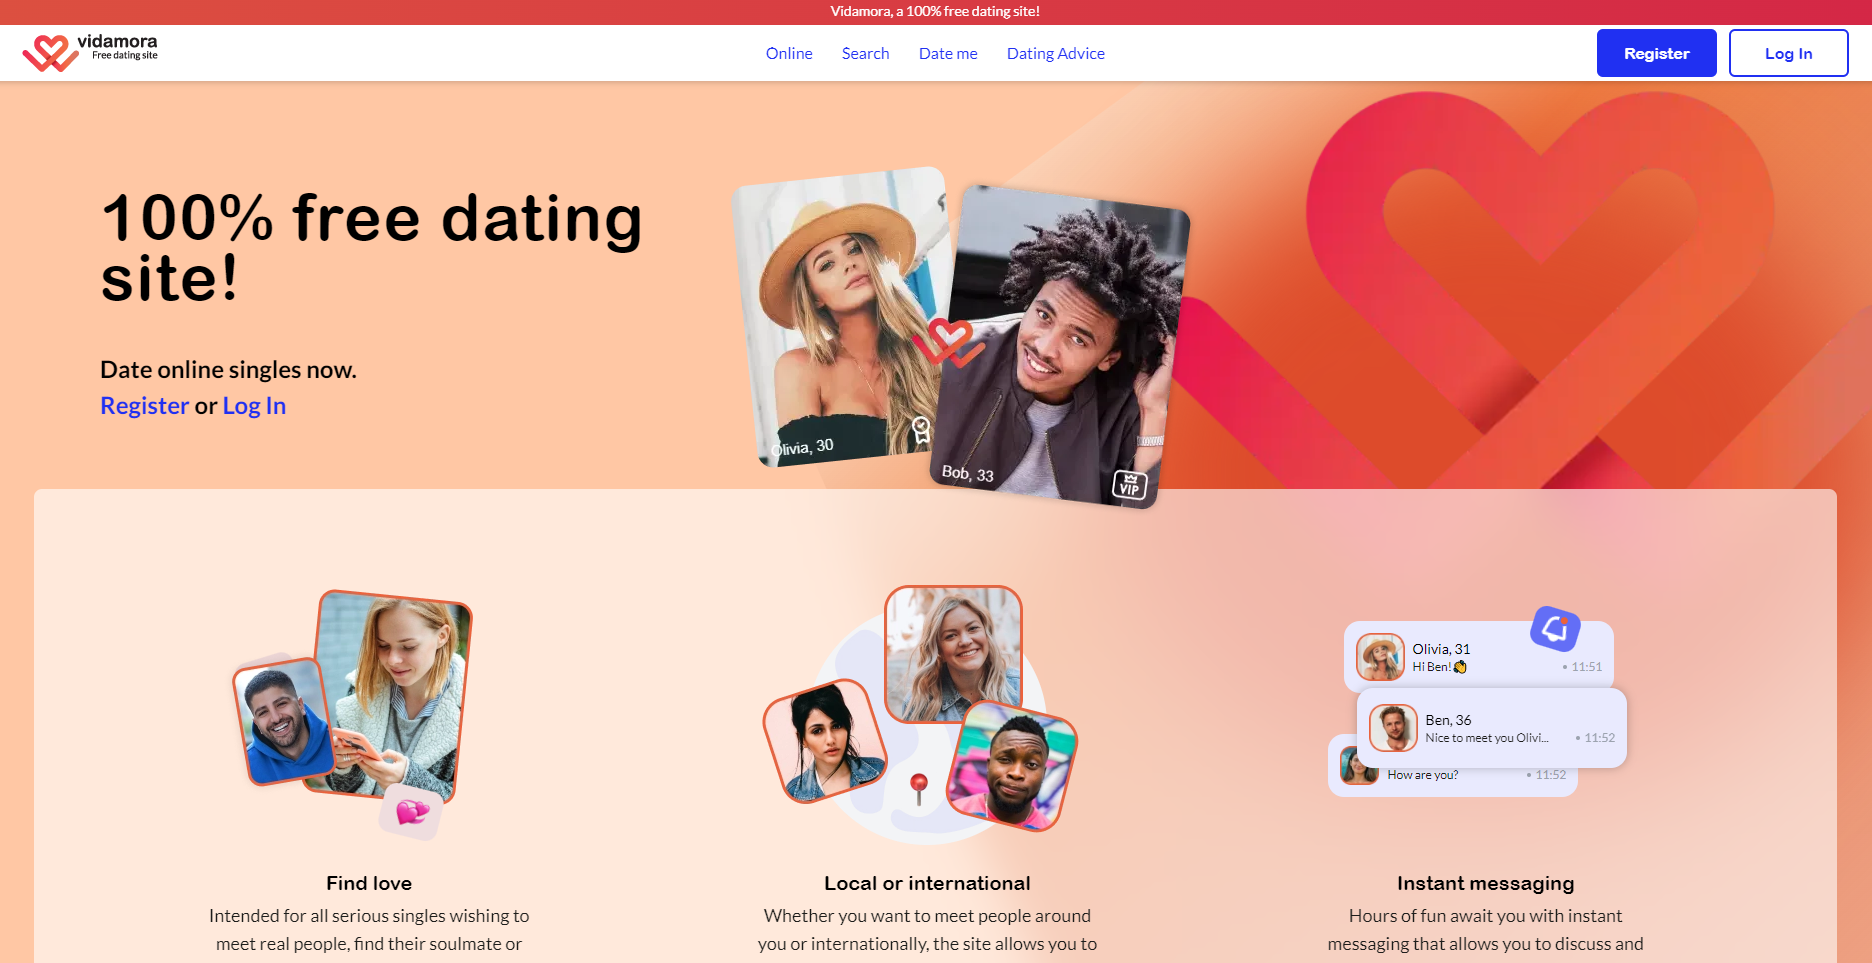 Vidamora, a 100% free dating site!
vidamora
Free dating site
Online
Search
Date me
Dating Advice
Register
Log In
100% free dating
site!
Date online singles now.
Register or Log In
Olivia, 30
Bob, 33
VIP
Olivia, 31
Hi Ben!👏
• 11:51
Ben, 36
Nice to meet you Olivi...
• 11:52
How are you?
• 11:52
Find love
Intended for all serious singles wishing to
meet real people, find their soulmate or
Local or international
Whether you want to meet people around
you or internationally, the site allows you to
Instant messaging
Hours of fun await you with instant
messaging that allows you to discuss and